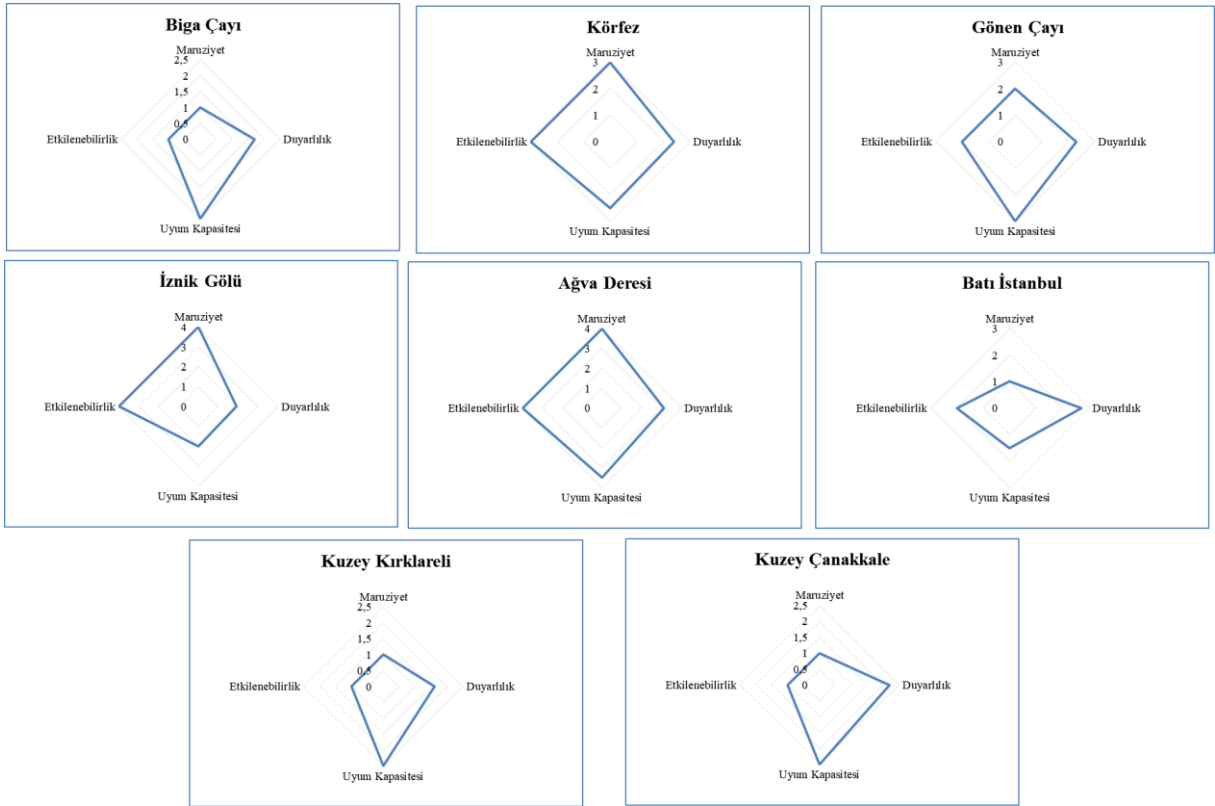 Biga Çayı
Maruziyet
2,5
2
1,5
1
0,5
0
Etkilenebilirlik
Duyarlılık
Uyum Kapasitesi
Körfez
Maruziyet
3
2
1
0
Etkilenebilirlik
Duyarlılık
Uyum Kapasitesi
Gönen Çayı
Maruziyet
3
2
1
0
Etkilenebilirlik
Duyarlılık
Uyum Kapasitesi
İznik Gölü
Maruziyet
4
3
2
1
0
Etkilenebilirlik
Duyarlılık
Uyum Kapasitesi
Ağva Deresi
Maruziyet
4
3
2
1
0
Etkilenebilirlik
Duyarlılık
Uyum Kapasitesi
Batı İstanbul
Maruziyet
3
2
1
0
Etkilenebilirlik
Duyarlılık
Uyum Kapasitesi
Kuzey Kırklareli
Maruziyet
2,5
2
1,5
1
0,5
0
Etkilenebilirlik
Duyarlılık
Uyum Kapasitesi
Kuzey Çanakkale
Maruziyet
2,5
2
1,5
1
0,5
0
Etkilenebilirlik
Duyarlılık
Uyum Kapasitesi